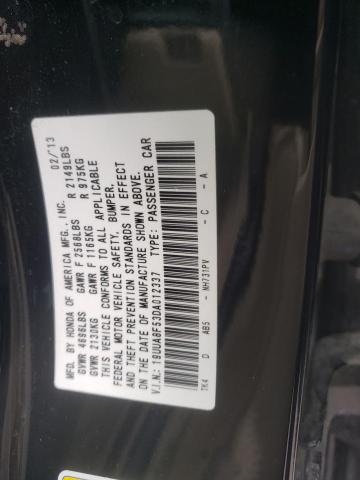 MFD. BY HONDA OF AMERICA MFG., INC. 02/13
GVWR 4696LBS GAWR F 2568LBS R 2149LBS
GVWR 2130KG GAWR F 1165KG R 975KG
THIS VEHICLE CONFORMS TO ALL APPLICABLE
FEDERAL MOTOR VEHICLE SAFETY, BUMPER,
AND THEFT PREVENTION STANDARDS IN EFFECT
ON THE DATE OF MANUFACTURE SHOWN ABOVE.
V.I.N.: 19UUA8F53DA012337 TYPE: PASSENGER CAR
TK4 D AB5 - NH731PV - C - A